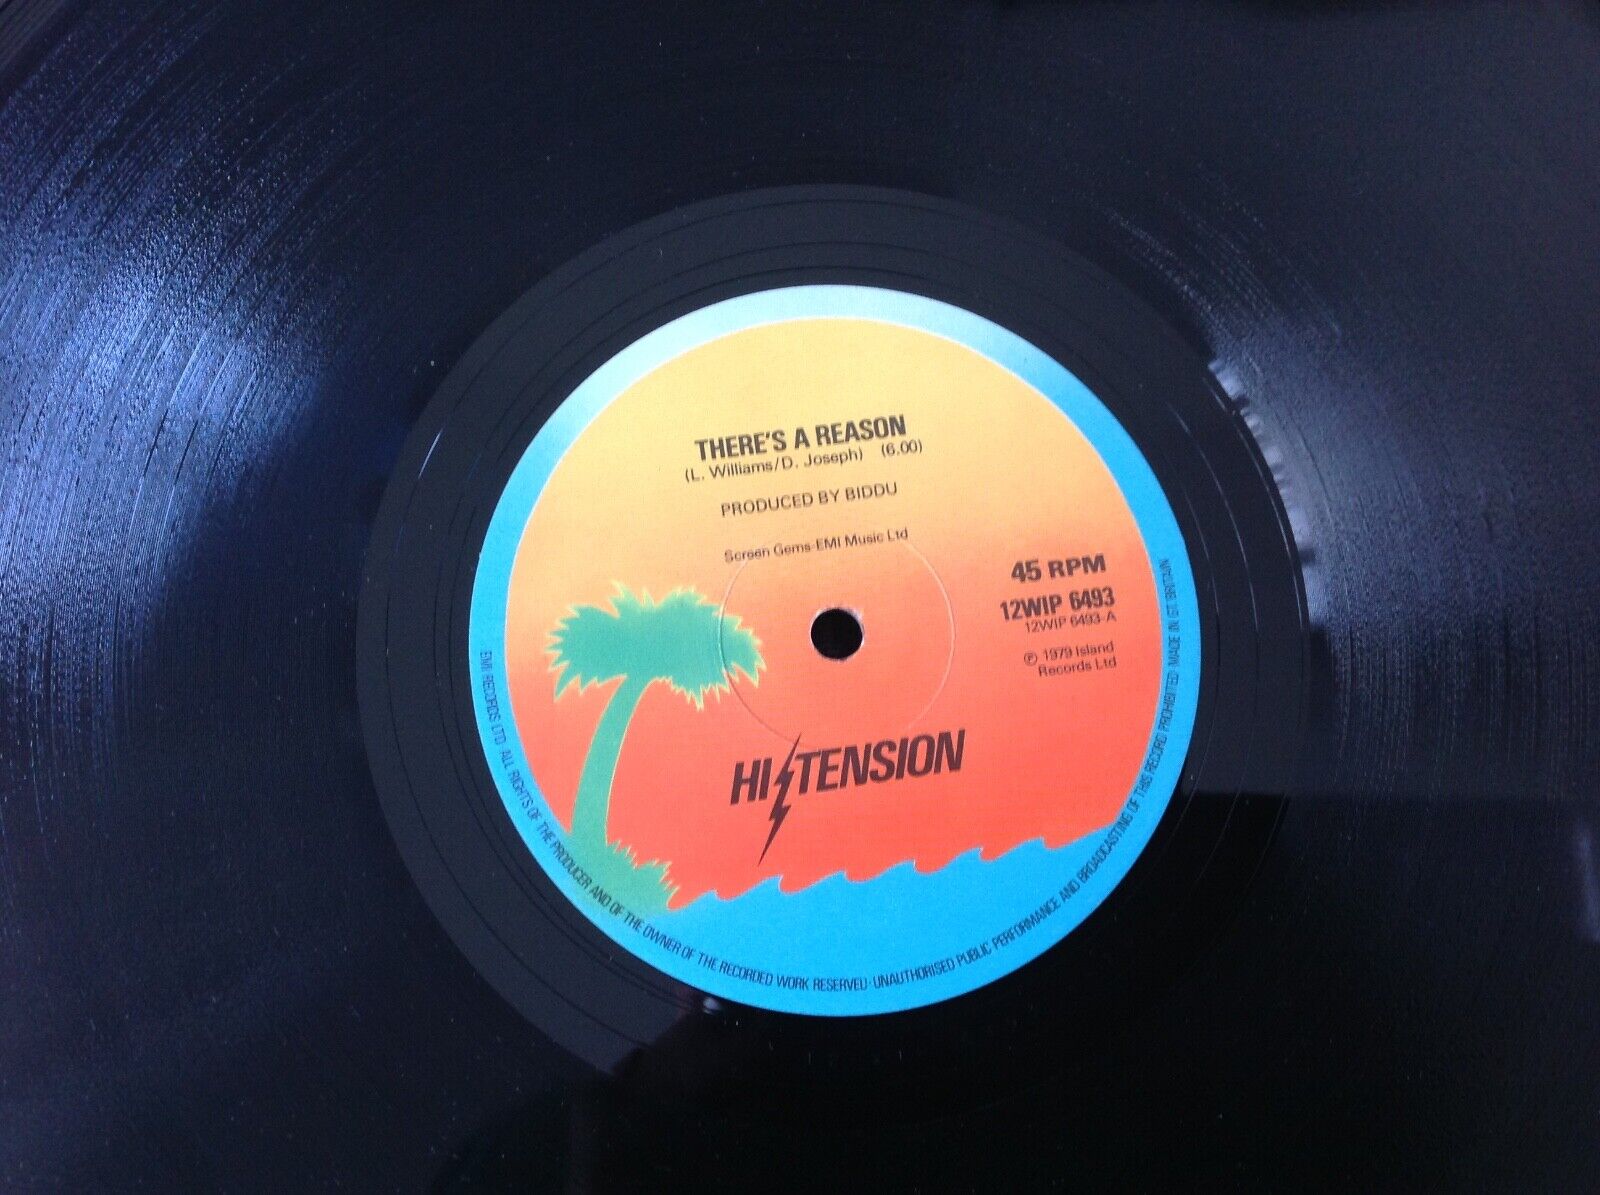 THERE'S A REASON
(L. Williams/D. Joseph) (6.00)
PRODUCED BY BIDDU
Screen Gems-EMI Music Ltd
45 RPM
12WIP 6493
12WIP 6493-A
℗ 1979 Island
Records Ltd
HI TENSION
EMI RECORDS LTD. ALL RIGHTS OF THE PRODUCER AND OF THE OWNER OF THE RECORDED WORK RESERVED · UNAUTHORISED PUBLIC PERFORMANCE AND BROADCASTING OF THIS RECORD PROHIBITED · MADE IN GT BRITAIN